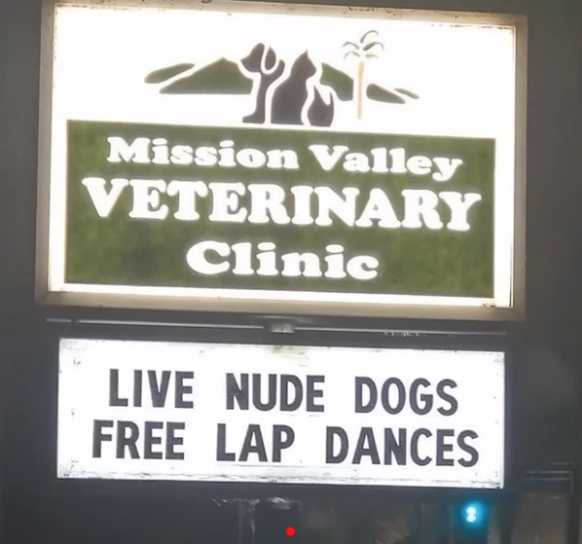 Mission Valley
VETERINARY
Clinic
LIVE NUDE DOGS
FREE LAP DANCES